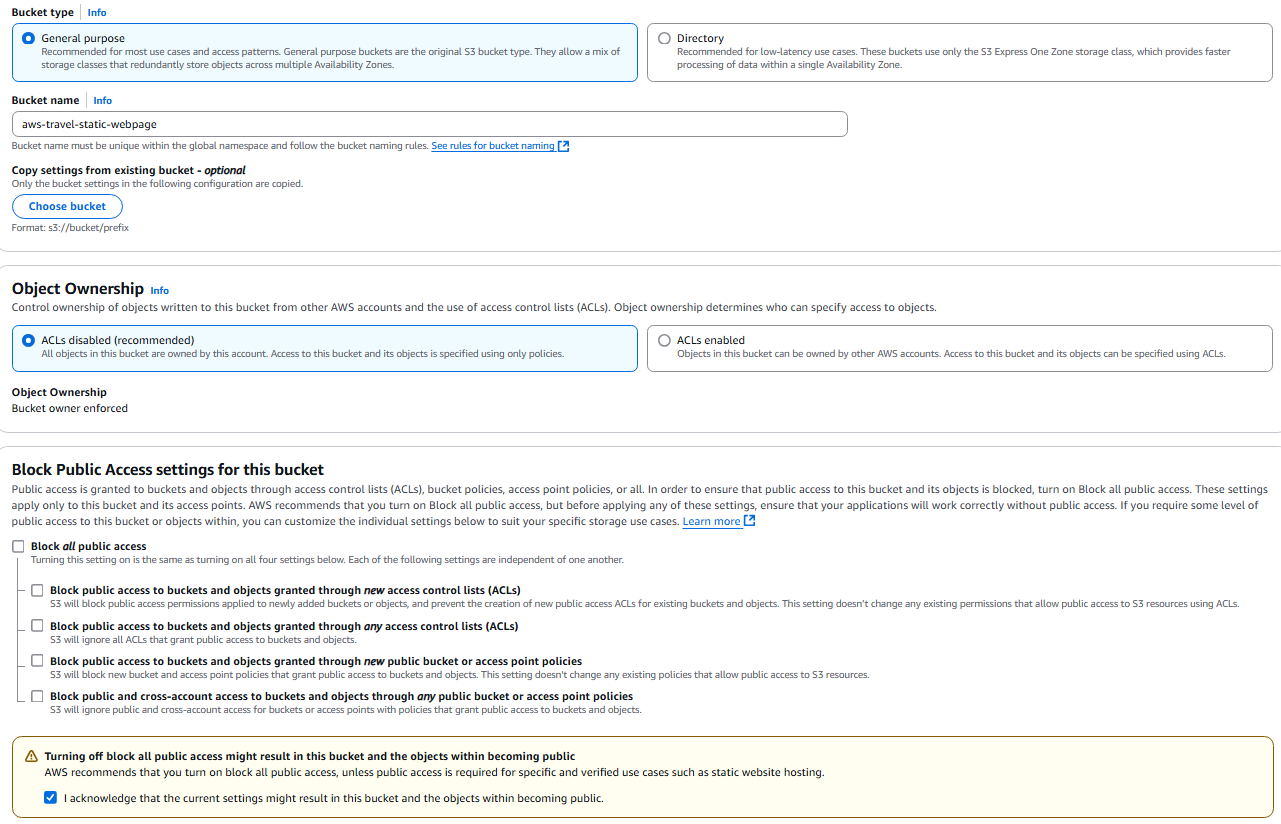 Bucket type Info
General purpose
Recommended for most use cases and access patterns. General purpose buckets are the original S3 bucket type. They allow a mix of
storage classes that redundantly store objects across multiple Availability Zones.
Directory
Recommended for low-latency use cases. These buckets use only the S3 Express One Zone storage class, which provides faster
processing of data within a single Availability Zone.
Bucket name Info
aws-travel-static-webpage
Bucket name must be unique within the global namespace and follow the bucket naming rules. See rules for bucket naming
Copy settings from existing bucket - optional
Only the bucket settings in the following configuration are copied.
Choose bucket
Format: s3://bucket/prefix
Object Ownership Info
Control ownership of objects written to this bucket from other AWS accounts and the use of access control lists (ACLs). Object ownership determines who can specify access to objects.
ACLs disabled (recommended)
All objects in this bucket are owned by this account. Access to this bucket and its objects is specified using only policies.
ACLs enabled
Objects in this bucket can be owned by other AWS accounts. Access to this bucket and its objects can be specified using ACLs.
Object Ownership
Bucket owner enforced
Block Public Access settings for this bucket
Public access is granted to buckets and objects through access control lists (ACLs), bucket policies, access point policies, or all. In order to ensure that public access to this bucket and its objects is blocked, turn on Block all public access. These settings
apply only to this bucket and its access points. AWS recommends that you turn on Block all public access, but before applying any of these settings, ensure that your applications will work correctly without public access. If you require some level of
public access to this bucket or objects within, you can customize the individual settings below to suit your specific storage use cases. Learn more
Block all public access
Turning this setting on is the same as turning on all four settings below. Each of the following settings are independent of one another.
Block public access to buckets and objects granted through new access control lists (ACLs)
S3 will block public access permissions applied to newly added buckets or objects, and prevent the creation of new public access ACLs for existing buckets and objects. This setting doesn't change any existing permissions that allow public access to S3 resources using ACLs.
Block public access to buckets and objects granted through any access control lists (ACLs)
S3 will ignore all ACLs that grant public access to buckets and objects.
Block public access to buckets and objects granted through new public bucket or access point policies
S3 will block new bucket and access point policies that grant public access to buckets and objects. This setting doesn't change any existing policies that allow public access to S3 resources.
Block public and cross-account access to buckets and objects through any public bucket or access point policies
S3 will ignore public and cross-account access for buckets or access points with policies that grant public access to buckets and objects.
Turning off block all public access might result in this bucket and the objects within becoming public
AWS recommends that you turn on block all public access, unless public access is required for specific and verified use cases such as static website hosting.
I acknowledge that the current settings might result in this bucket and the objects within becoming public.